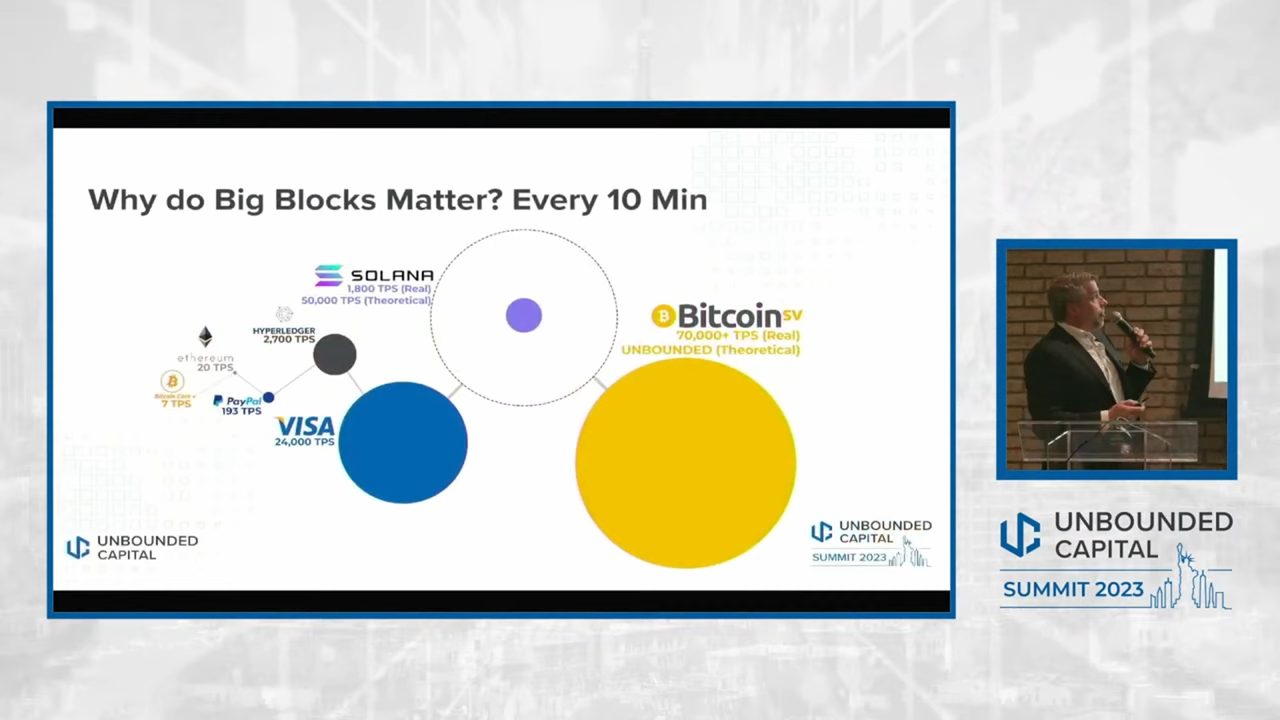 Why do Big Blocks Matter? Every 10 Min
SOLANA
1,800 TPS (Real)
50,000 TPS (Theoretical)
HYPERLEDGER
2,700 TPS
ethereum
20 TPS
Bitcoin Core
7 TPS
PayPal
193 TPS
VISA
24,000 TPS
BitcoinSV
70,000+ TPS (Real)
UNBOUNDED (Theoretical)
UNBOUNDED
CAPITAL
UNBOUNDED
CAPITAL
SUMMIT 2023
UNBOUNDED
CAPITAL
SUMMIT 2023